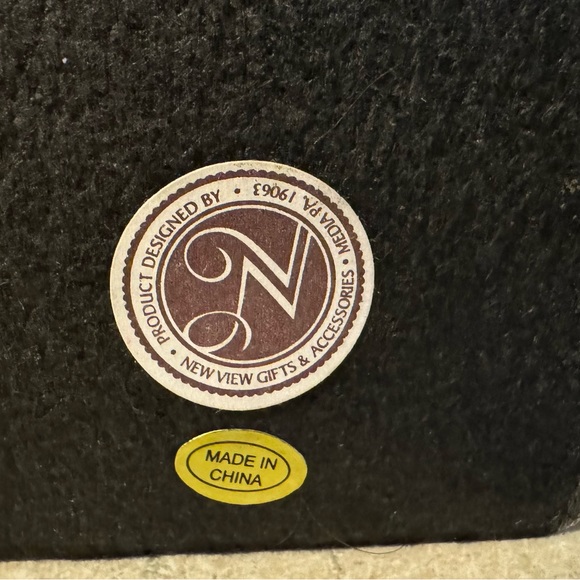 PRODUCT DESIGNED BY • NEW VIEW GIFTS & ACCESSORIES • MEDIA PA, 19063 •
N
MADE IN
CHINA